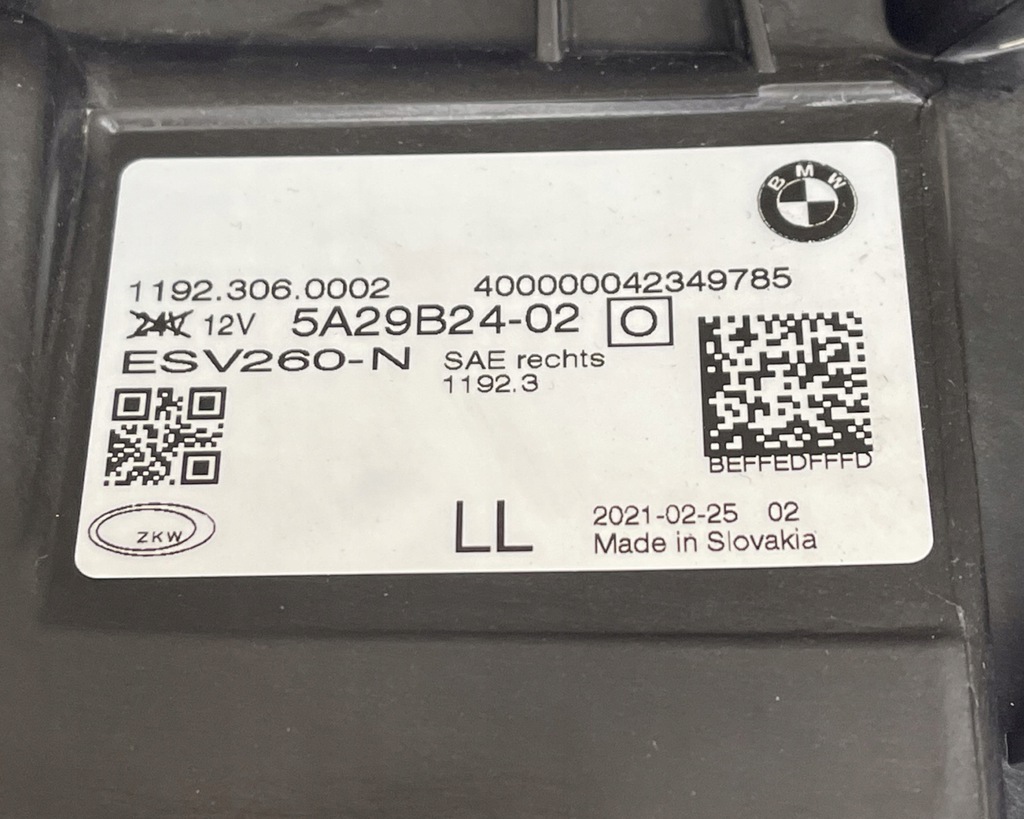 BMW
1192.306.0002 400000042349785
24V 12V 5A29B24-02 O
ESV260-N SAE rechts
1192.3
BEFFEDFFFD
ZKW
LL 2021-02-25 02
Made in Slovakia